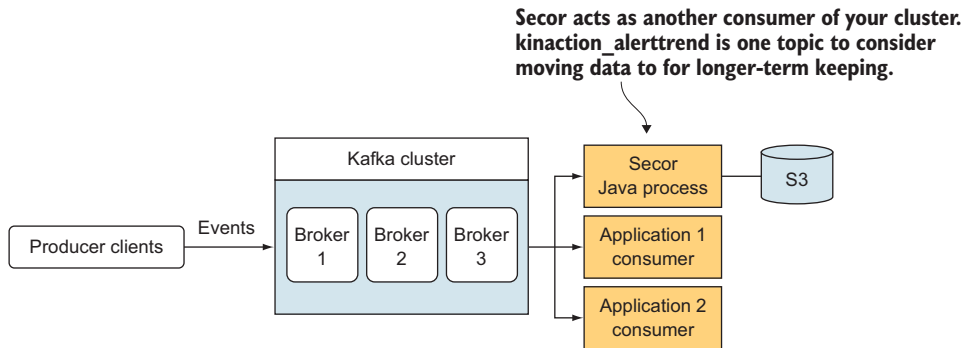 Secor acts as another consumer of your cluster.
kinaction_alerttrend is one topic to consider
moving data to for longer-term keeping.
Kafka cluster
Secor
Java process
S3
Producer clients
Events
Broker
1
Broker
2
Broker
3
Application 1
consumer
Application 2
consumer